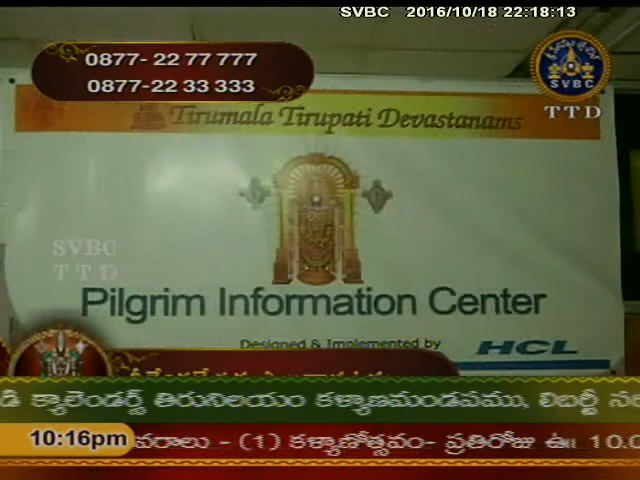 SVBC 2016/10/18 22:18:13
0877- 22 77 777
0877-22 33 333
SVBC
TTD
Tirumala Tirupati Devastanams
SVBC
TTD
Pilgrim Information Center
Designed & Implemented by HCL
డి క్యాలెండర్స్ తిరునిలయం కళ్యాణమండపము, లిబర్టీ
10:16pm వరాలు - (1) కళ్యాణోత్సవం- ప్రతిరోజు ఉ॥ 10.0